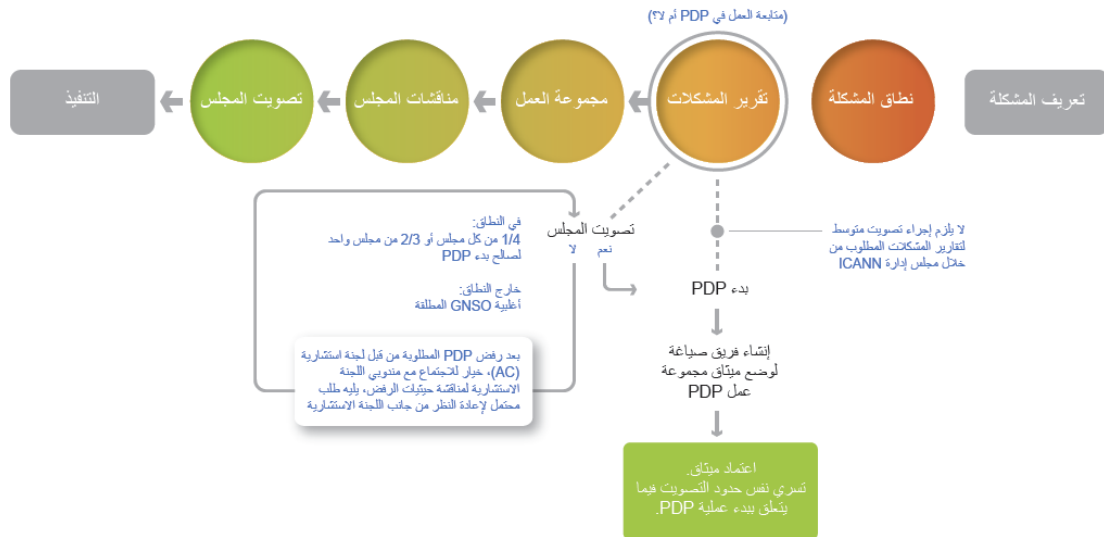 (متابعة العمل في PDP أم لا؟)
تعريف المشكلة
نطاق المشكلة
تقرير المشكلات
مجموعة العمل
مناقشات المجلس
تصويت المجلس
التنفيذ
لا يلزم إجراء تصويت متوسط
لتقارير المشكلات المطلوب من
خلال مجلس إدارة ICANN
تصويت المجلس
نعم
لا
في النطاق:
1/4 من كل مجلس أو 2/3 من مجلس واحد
لصالح بدء PDP
خارج النطاق:
أغلبية GNSO المطلقة
بعد رفض PDP المطلوبة من قبل لجنة استشارية
(AC)، خيار للاجتماع مع مندوبي اللجنة
الاستشارية لمناقشة حيثيات الرفض، يليه طلب
محتمل لإعادة النظر من جانب اللجنة الاستشارية
بدء PDP
إنشاء فريق صياغة
لوضع ميثاق مجموعة
عمل PDP
اعتماد ميثاق.
تسري نفس حدود التصويت فيما
يتعلق ببدء عملية PDP.